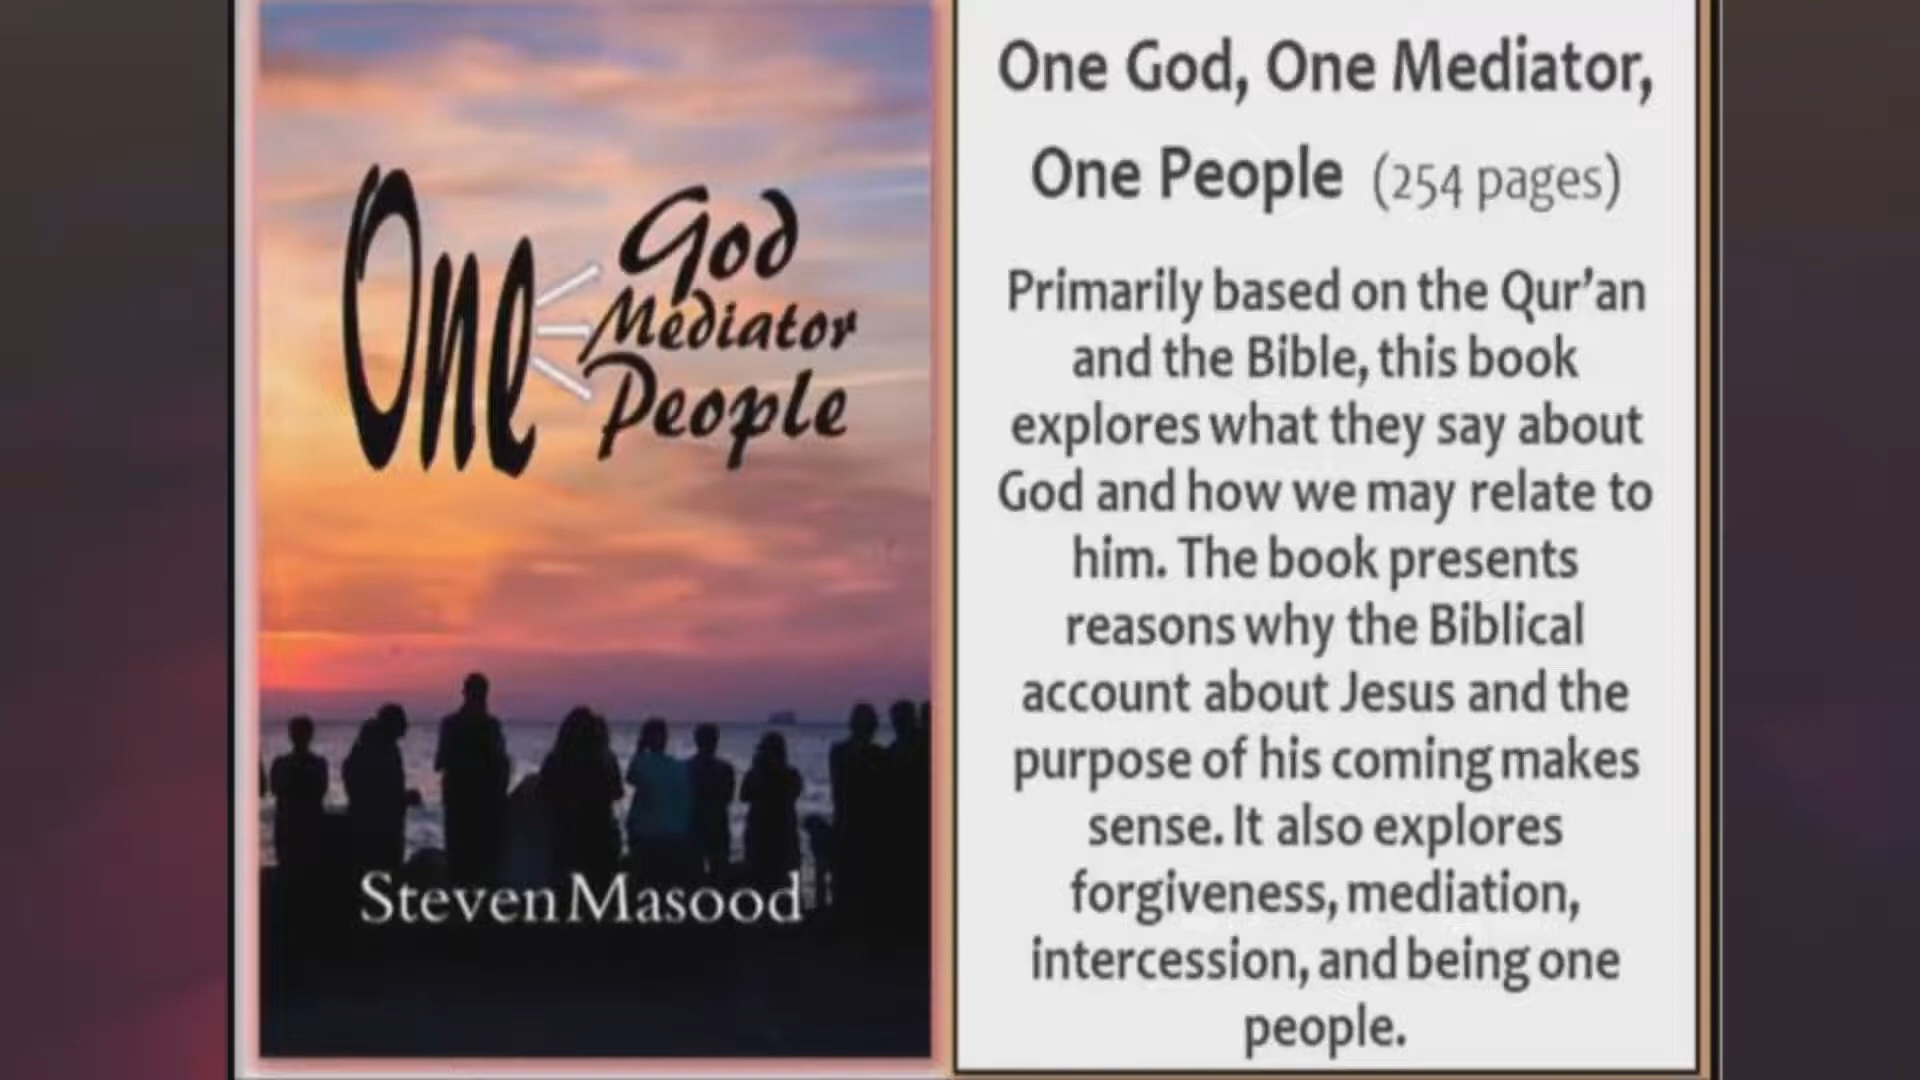 One
God
Mediator
People
Steven Masood
One God, One Mediator,
One People (254 pages)
Primarily based on the Qur’an
and the Bible, this book
explores what they say about
God and how we may relate to
him. The book presents
reasons why the Biblical
account about Jesus and the
purpose of his coming makes
sense. It also explores
forgiveness, mediation,
intercession, and being one
people.